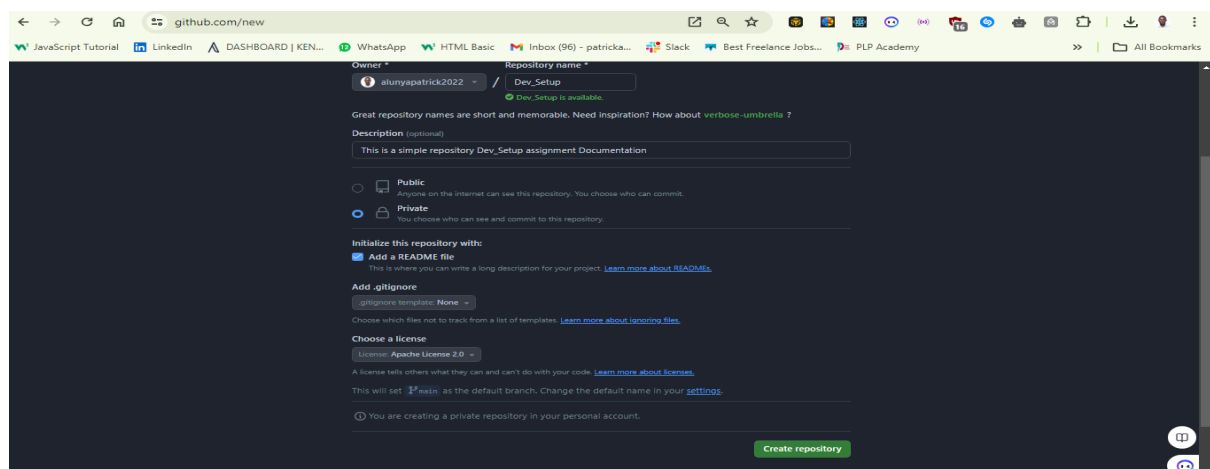 github.com/new
16
JavaScript Tutorial LinkedIn DASHBOARD | KEN... WhatsApp HTML Basic Inbox (96) – patricka... Slack Best Freelance Jobs... PLP Academy » All Bookmarks
Owner * Repository name *
alunyapatrick2022 / Dev_Setup
Dev_Setup is available.
Great repository names are short and memorable. Need inspiration? How about verbose-umbrella ?
Description (optional)
This is a simple repository Dev_Setup assignment Documentation
Public
Anyone on the internet can see this repository. You choose who can commit.
Private
You choose who can see and commit to this repository.
Initialize this repository with:
Add a README file
This is where you can write a long description for your project. Learn more about READMEs.
Add .gitignore
.gitignore template: None
Choose which files not to track from a list of templates. Learn more about ignoring files.
Choose a license
License: Apache License 2.0
A license tells others what they can and can't do with your code. Learn more about licenses.
This will set main as the default branch. Change the default name in your settings.
You are creating a private repository in your personal account.
Create repository